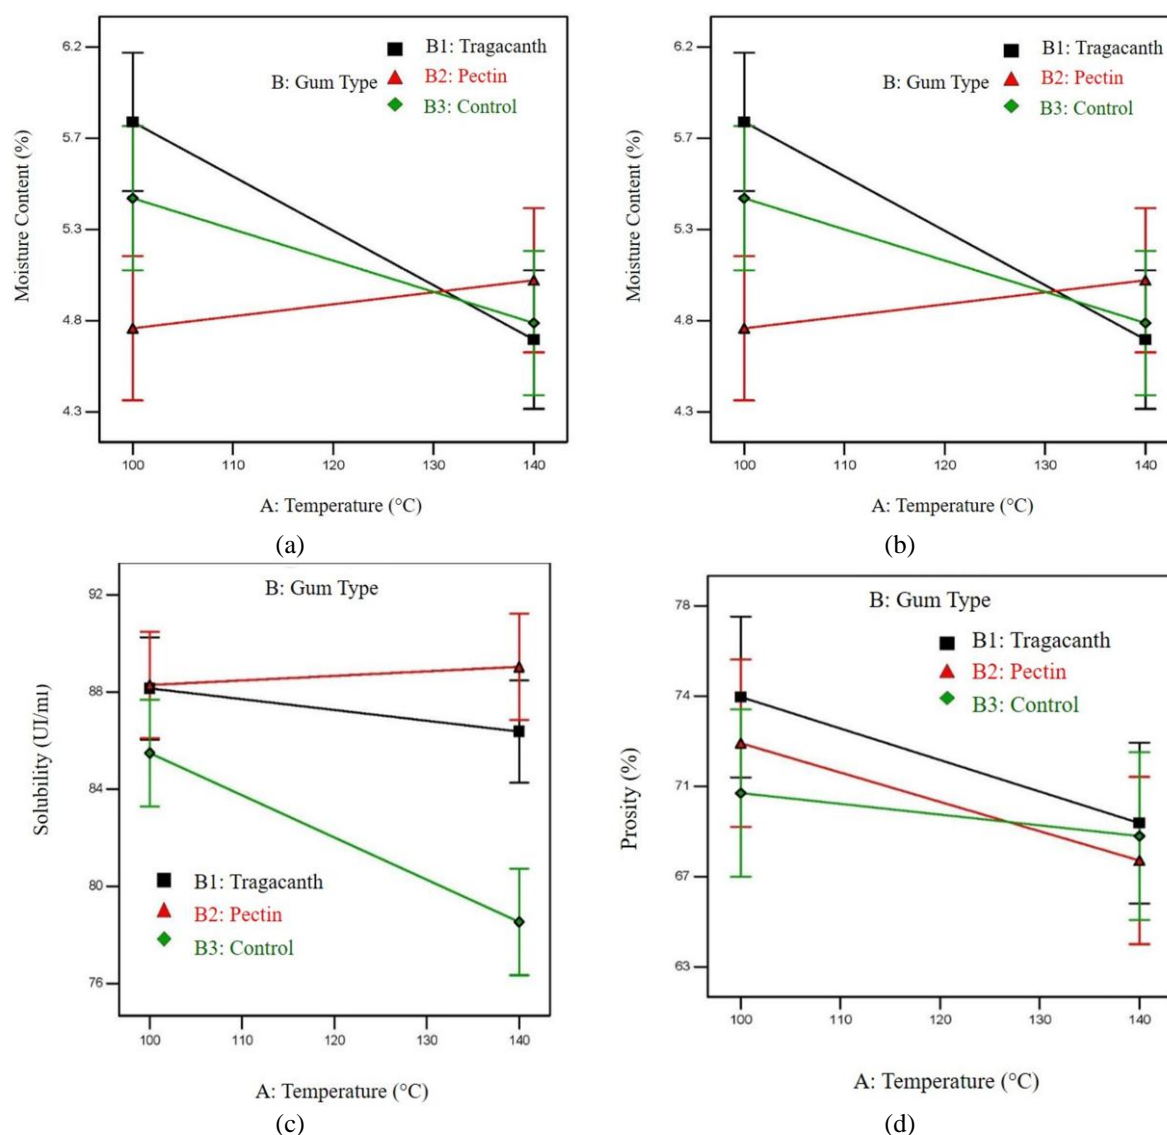 6.2
B1: Tragacanth
B: Gum Type
B2: Pectin
B3: Control
5.7
5.3
4.8
4.3
Moisture Content (%)
100 110 120 130 140
A: Temperature (°C)
(a)
6.2
B1: Tragacanth
B: Gum Type
B2: Pectin
B3: Control
5.7
5.3
4.8
4.3
Moisture Content (%)
100 110 120 130 140
A: Temperature (°C)
(b)
B: Gum Type
92
88
84
80
76
Solubility (UI/m1)
B1: Tragacanth
B2: Pectin
B3: Control
100 110 120 130 140
A: Temperature (°C)
(c)
B: Gum Type
78
B1: Tragacanth
B2: Pectin
B3: Control
74
71
67
63
Prosity (%)
100 110 120 130 140
A: Temperature (°C)
(d)